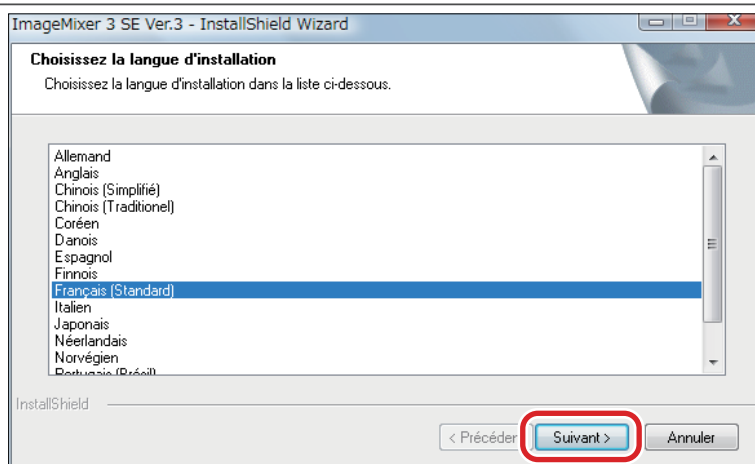 ImageMixer 3 SE Ver.3 - InstallShield Wizard
Choisissez la langue d'installation
Choisissez la langue d'installation dans la liste ci-dessous.
Allemand
Anglais
Chinois (Simplifié)
Chinois (Traditionel)
Coréen
Danois
Espagnol
Finnois
Français (Standard)
Italien
Japonais
Néerlandais
Norvégien
Portugais (Brésil)
InstallShield
< Précéder
Suivant >
Annuler